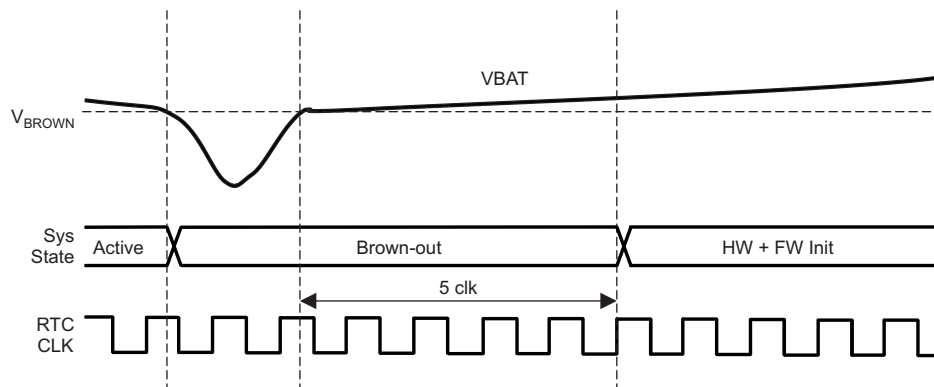 VBAT
VBROWN
Sys
State
Active
Brown-out
HW + FW Init
5 clk
RTC
CLK